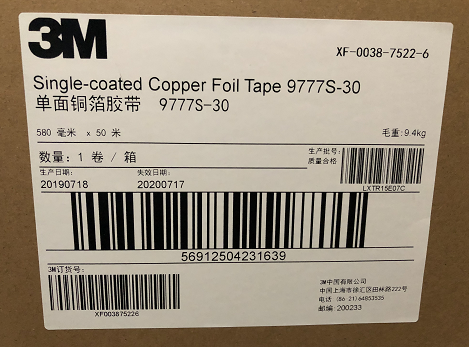 3M
XF-0038-7522-6
Single-coated Copper Foil Tape 9777S-30
单面铜箔胶带 9777S-30
580 毫米 x 50 米
毛重: 9.4kg
数量: 1 卷 / 箱
生产批号:
质量合格
LXTR15E07C
生产日期: 失效日期:
20190718 20200717
56912504231639
3M订货号:
XF003875226
3M中国有限公司
中国上海市徐汇区田林路222号
电话 (86-21)64853535
邮编 200233